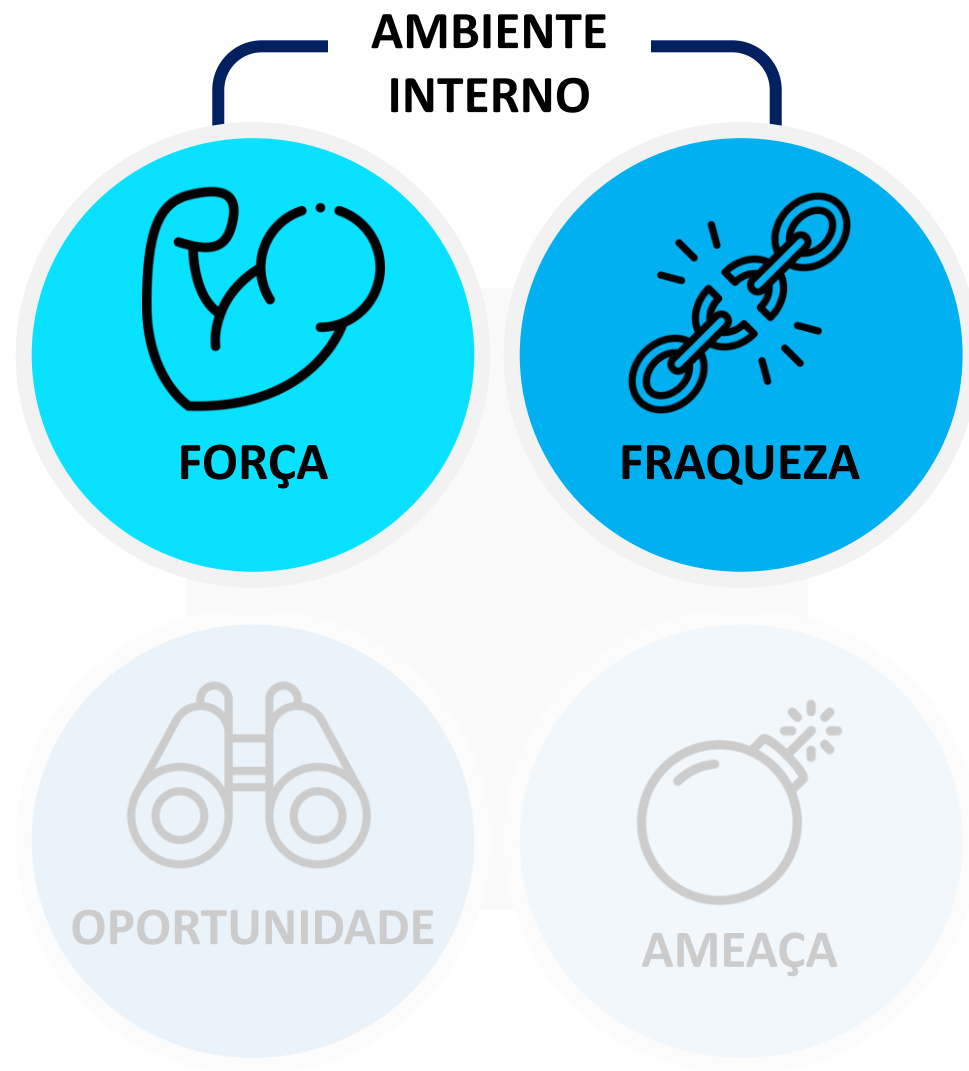 AMBIENTE
INTERNO
FORÇA
FRAQUEZA
OPORTUNIDADE
AMEAÇA